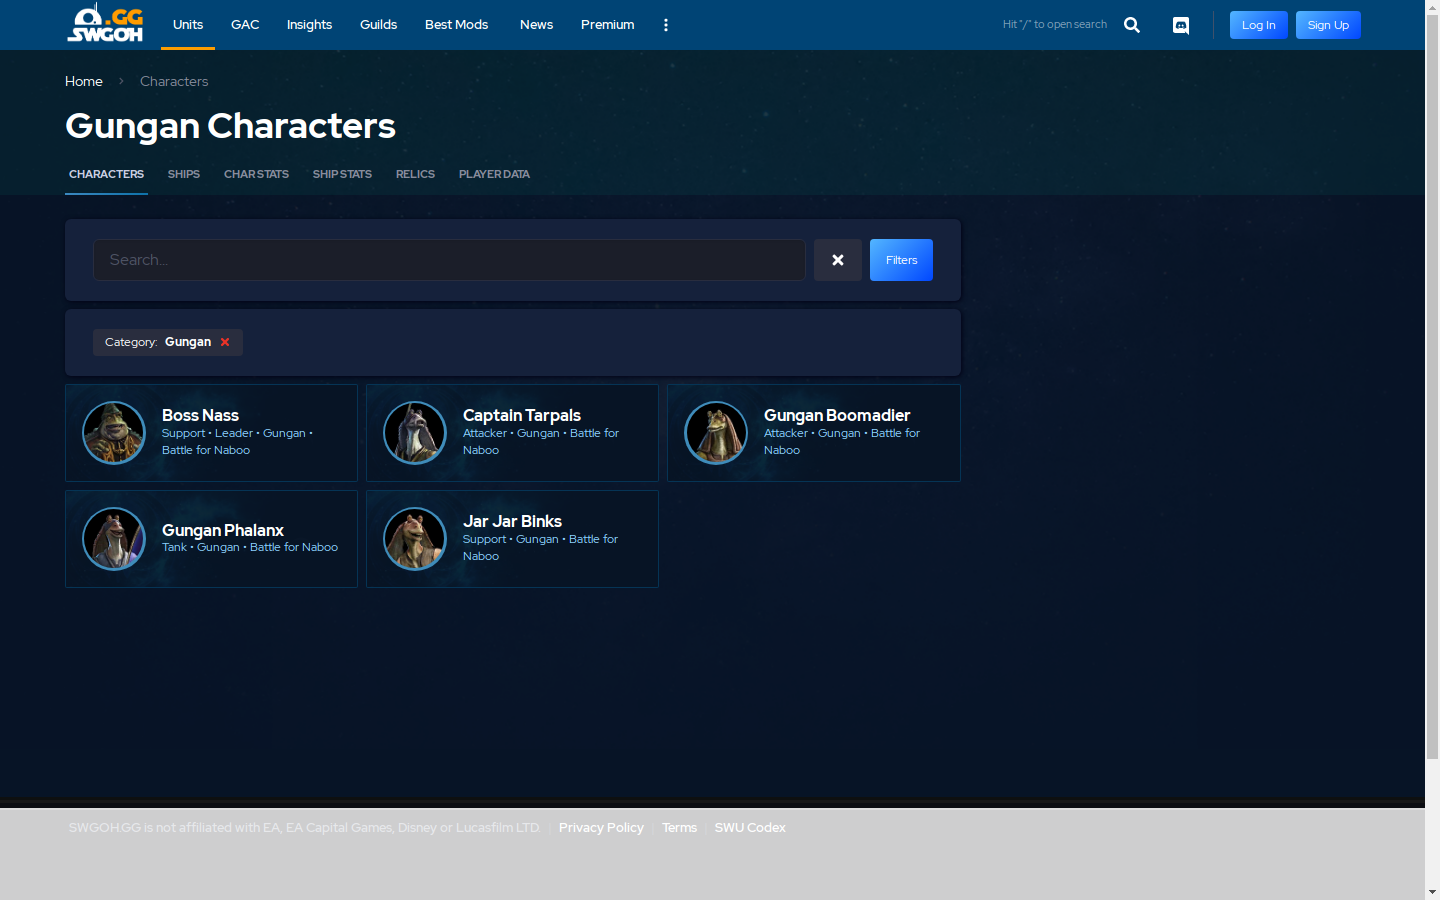 .GG
SWGOH
Units
GAC
Insights
Guilds
Best Mods
News
Premium
Hit "/" to open search
Log In
Sign Up
Home
Characters
Gungan Characters
CHARACTERS
SHIPS
CHAR STATS
SHIP STATS
RELICS
PLAYER DATA
Search...
Filters
Category: Gungan
Boss Nass
Support • Leader • Gungan •
Battle for Naboo
Captain Tarpals
Attacker • Gungan • Battle for
Naboo
Gungan Boomadier
Attacker • Gungan • Battle for
Naboo
Gungan Phalanx
Tank • Gungan • Battle for Naboo
Jar Jar Binks
Support • Gungan • Battle for
Naboo
SWGOH.GG is not affiliated with EA, EA Capital Games, Disney or Lucasfilm LTD. | Privacy Policy | Terms | SWU Codex